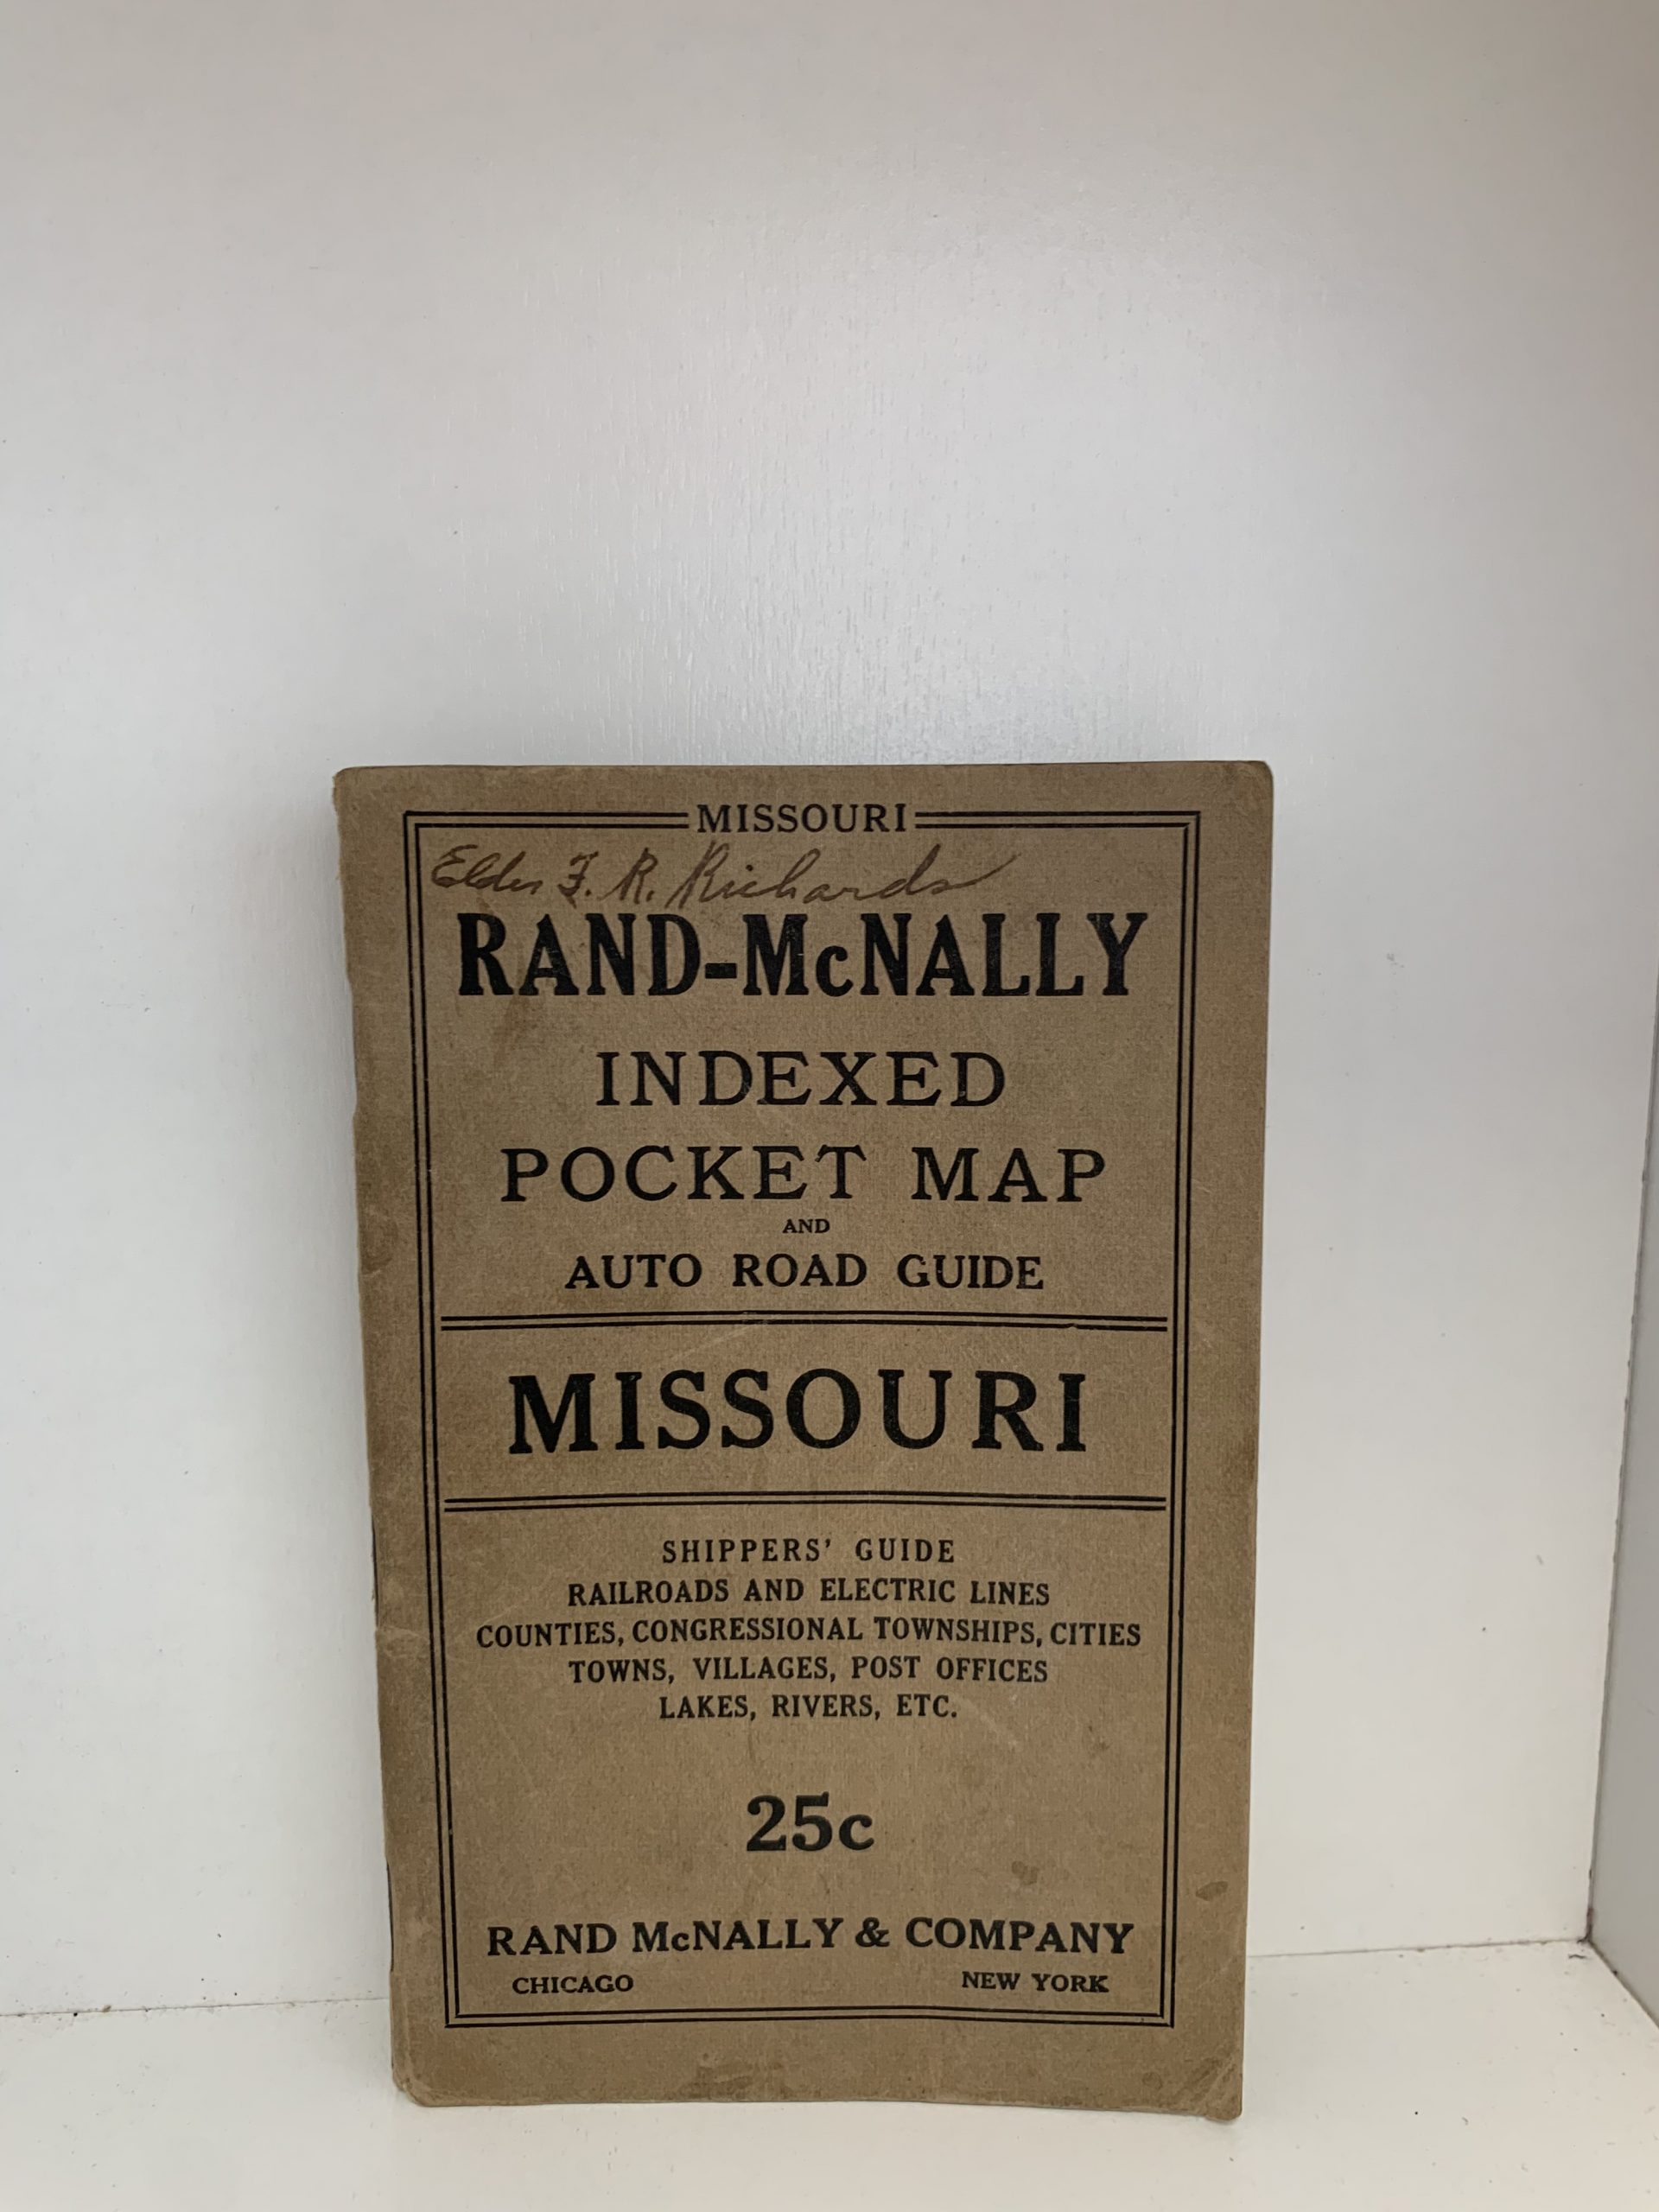 MISSOURI
Elder F. R. Richards
RAND-McNALLY
INDEXED
POCKET MAP
AND
AUTO ROAD GUIDE
MISSOURI
SHIPPERS' GUIDE
RAILROADS AND ELECTRIC LINES
COUNTIES, CONGRESSIONAL TOWNSHIPS, CITIES
TOWNS, VILLAGES, POST OFFICES
LAKES, RIVERS, ETC.
25c
RAND McNALLY & COMPANY
CHICAGO NEW YORK